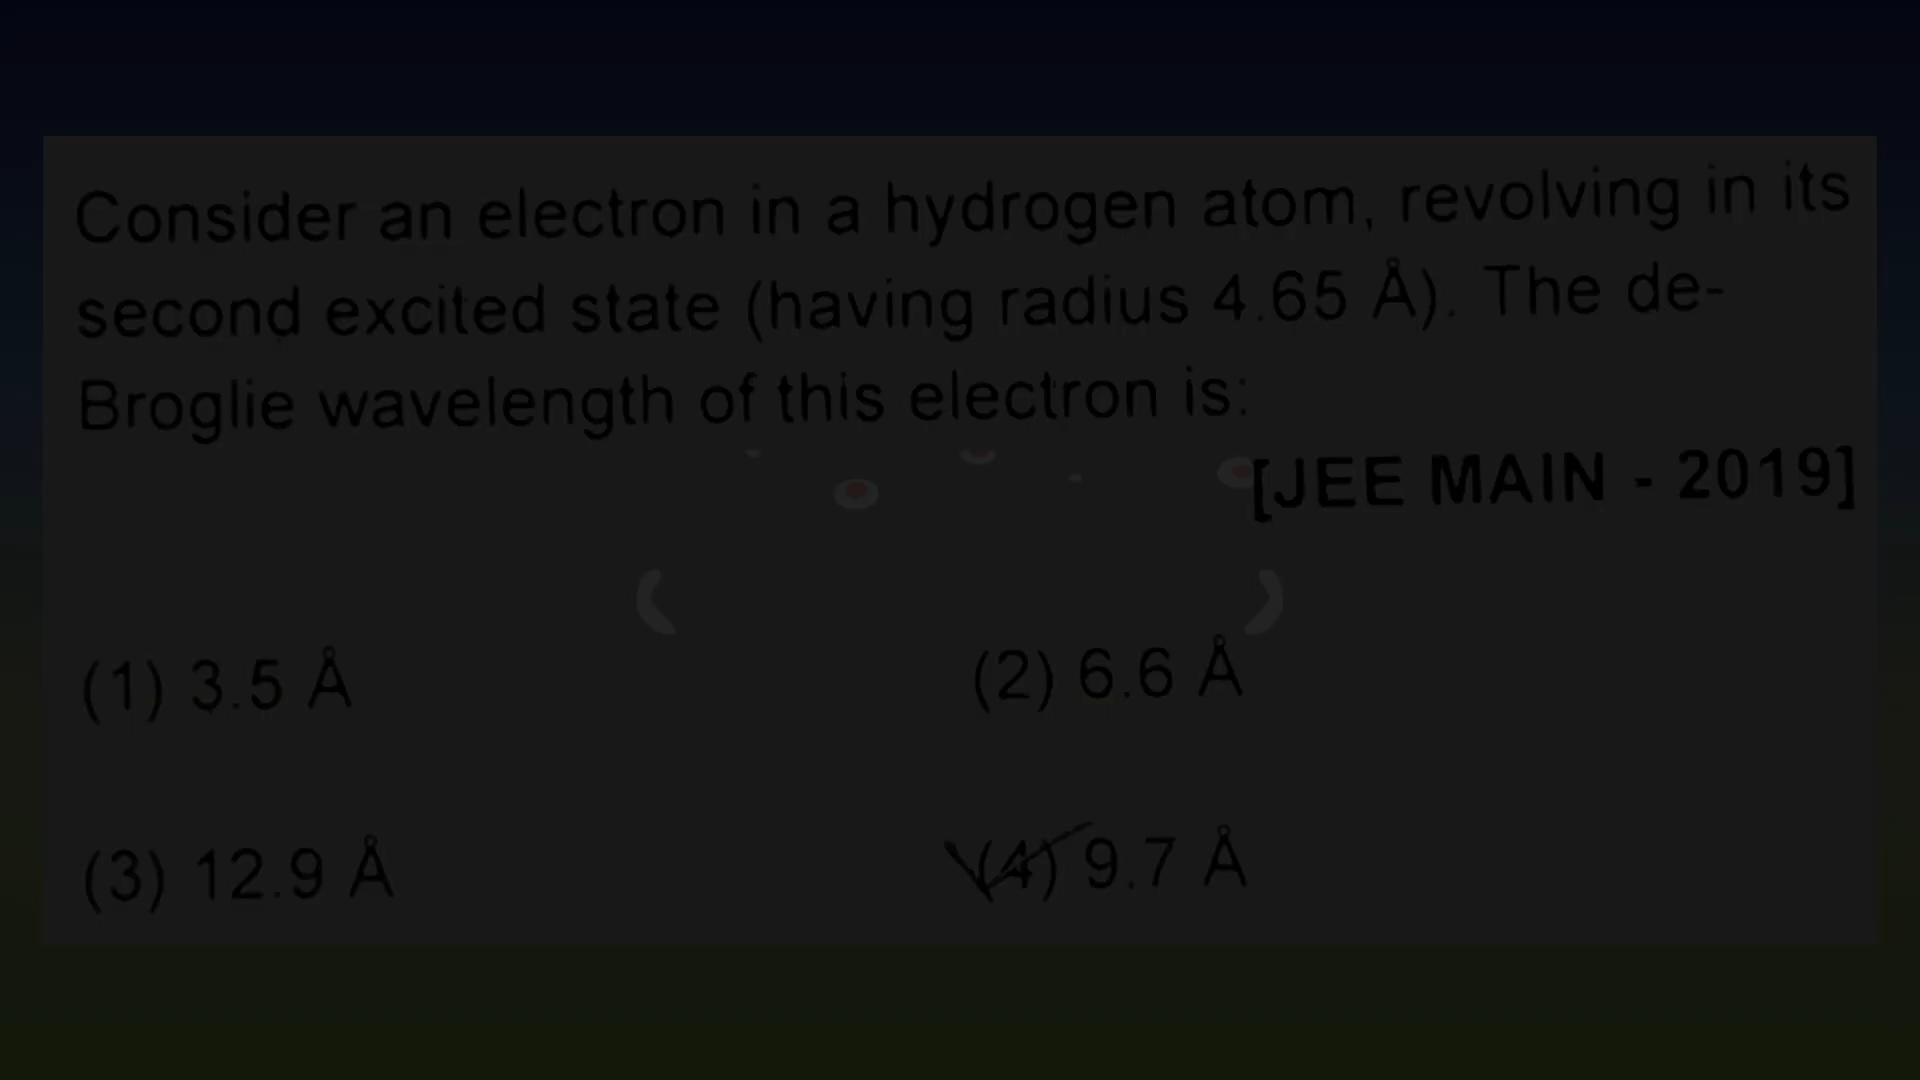 Consider an electron in a hydrogen atom, revolving in its
second excited state (having radius 4.65 Å). The de-
Broglie wavelength of this electron is:
[JEE MAIN - 2019]
(1) 3.5 Å (2) 6.6 Å
(3) 12.9 Å (4) 9.7 Å